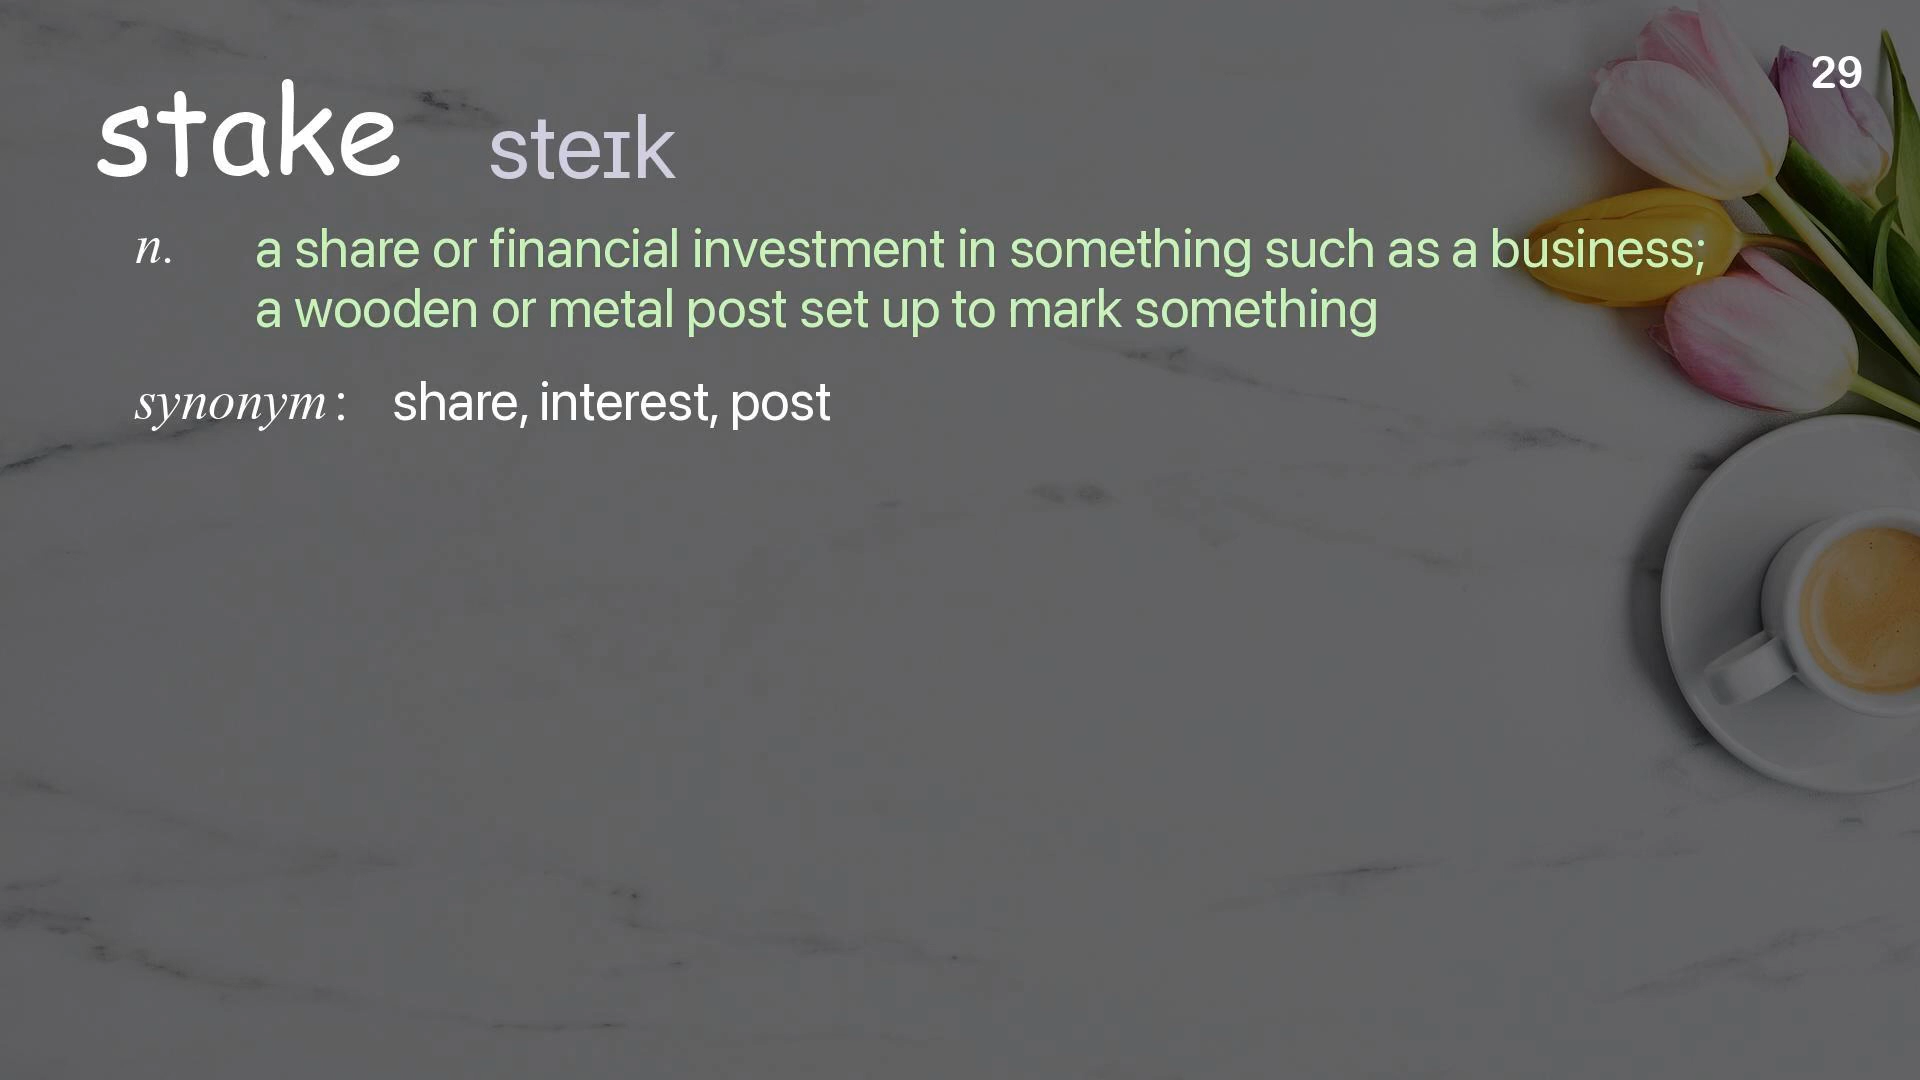 29
stake steɪk
n. a share or financial investment in something such as a business;
a wooden or metal post set up to mark something
synonym: share, interest, post